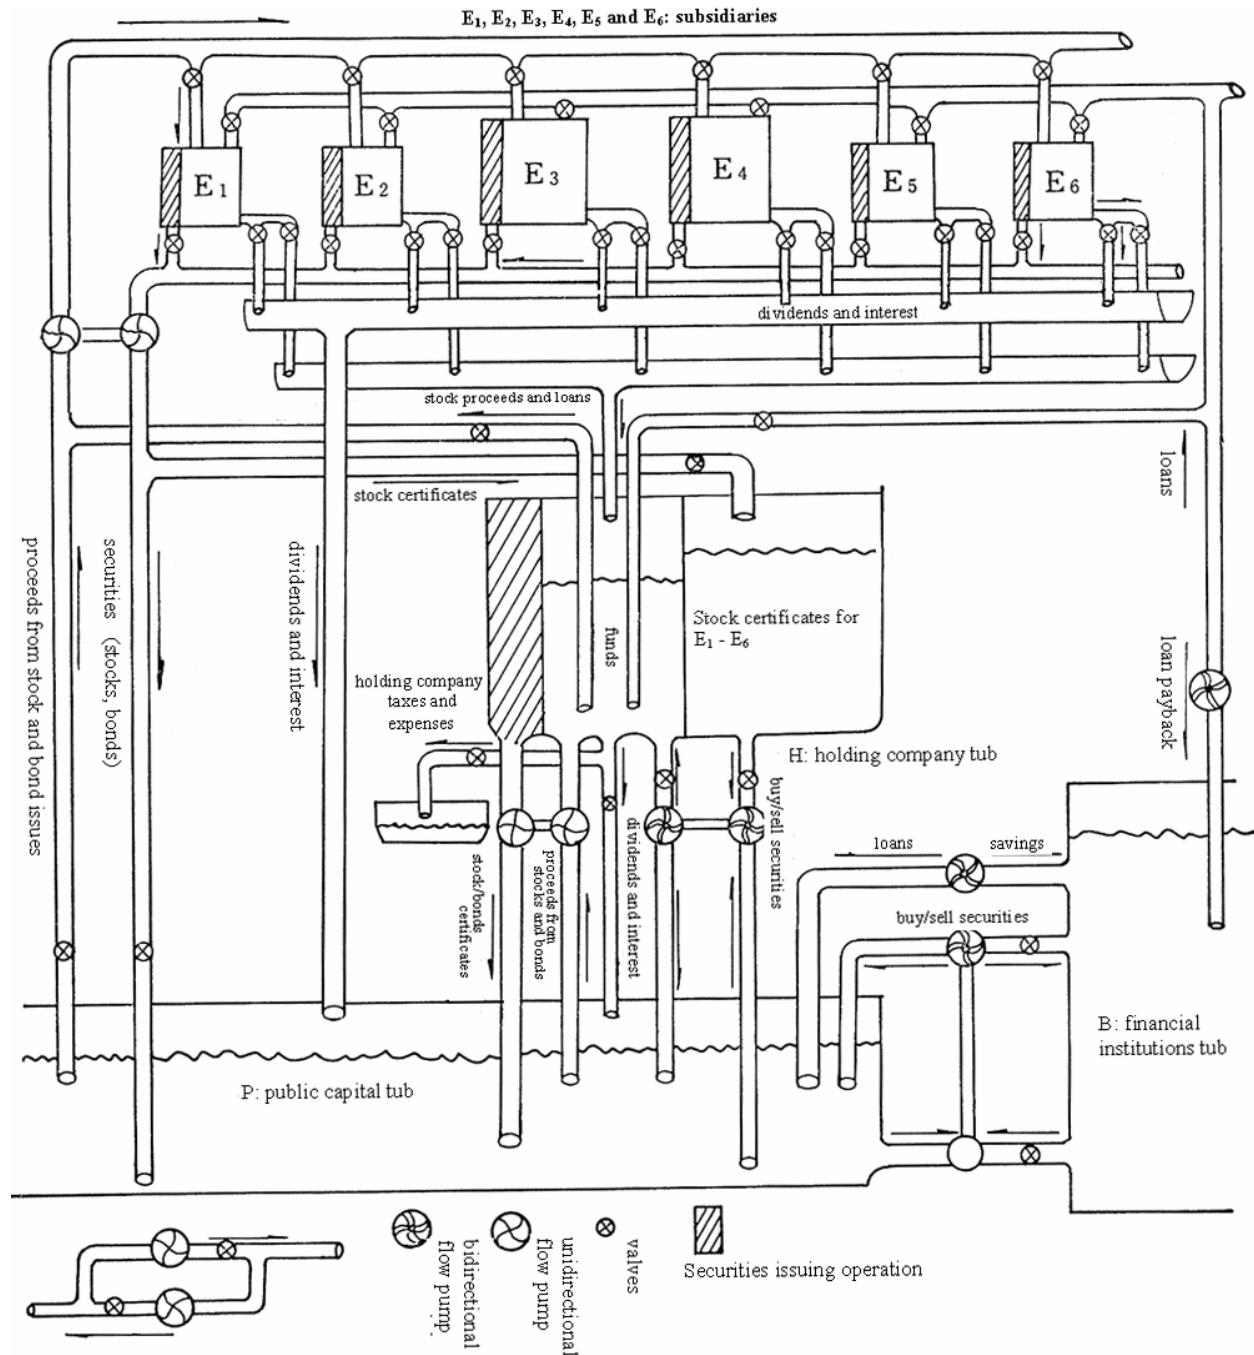 E1, E2, E3, E4, E5 and E6: subsidiaries
E1
E2
E3
E4
E5
E6
dividends and interest
stock proceeds and loans
stock certificates
loans
proceeds from stock and bond issues
securities (stocks, bonds)
dividends and interest
funds
Stock certificates for
E1 - E6
holding company
taxes and
expenses
loan payback
H: holding company tub
buy/sell securities
stock/bonds
certificates
proceeds from
stocks and bonds
dividends and interest
loans
savings
buy/sell securities
B: financial
institutions tub
P: public capital tub
bidirectional
flow pump
unidirectional
flow pump
valves
Securities issuing operation